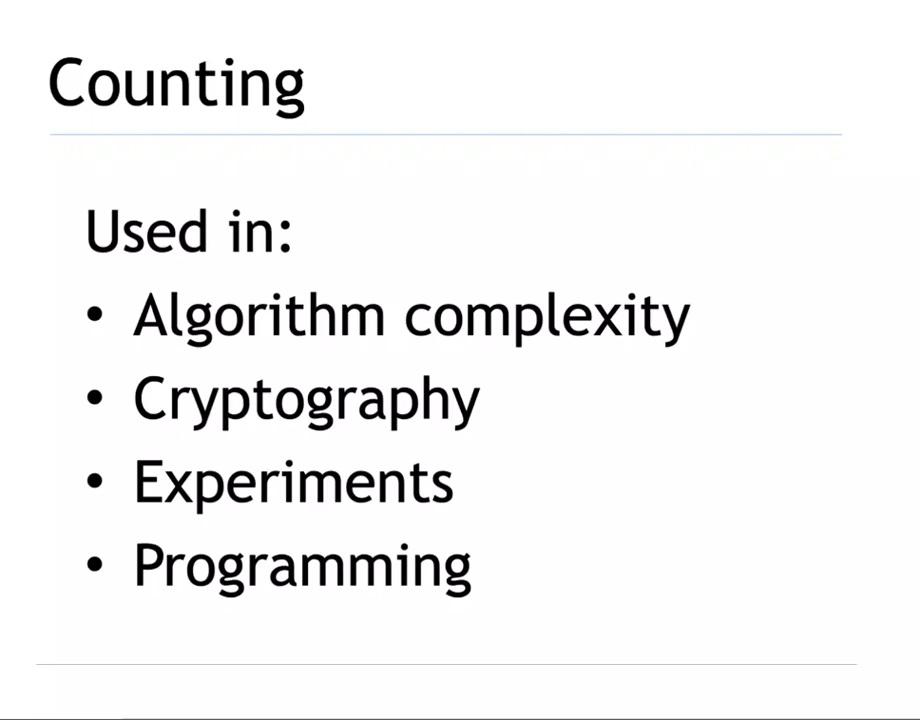 Counting
Used in:
• Algorithm complexity
• Cryptography
• Experiments
• Programming